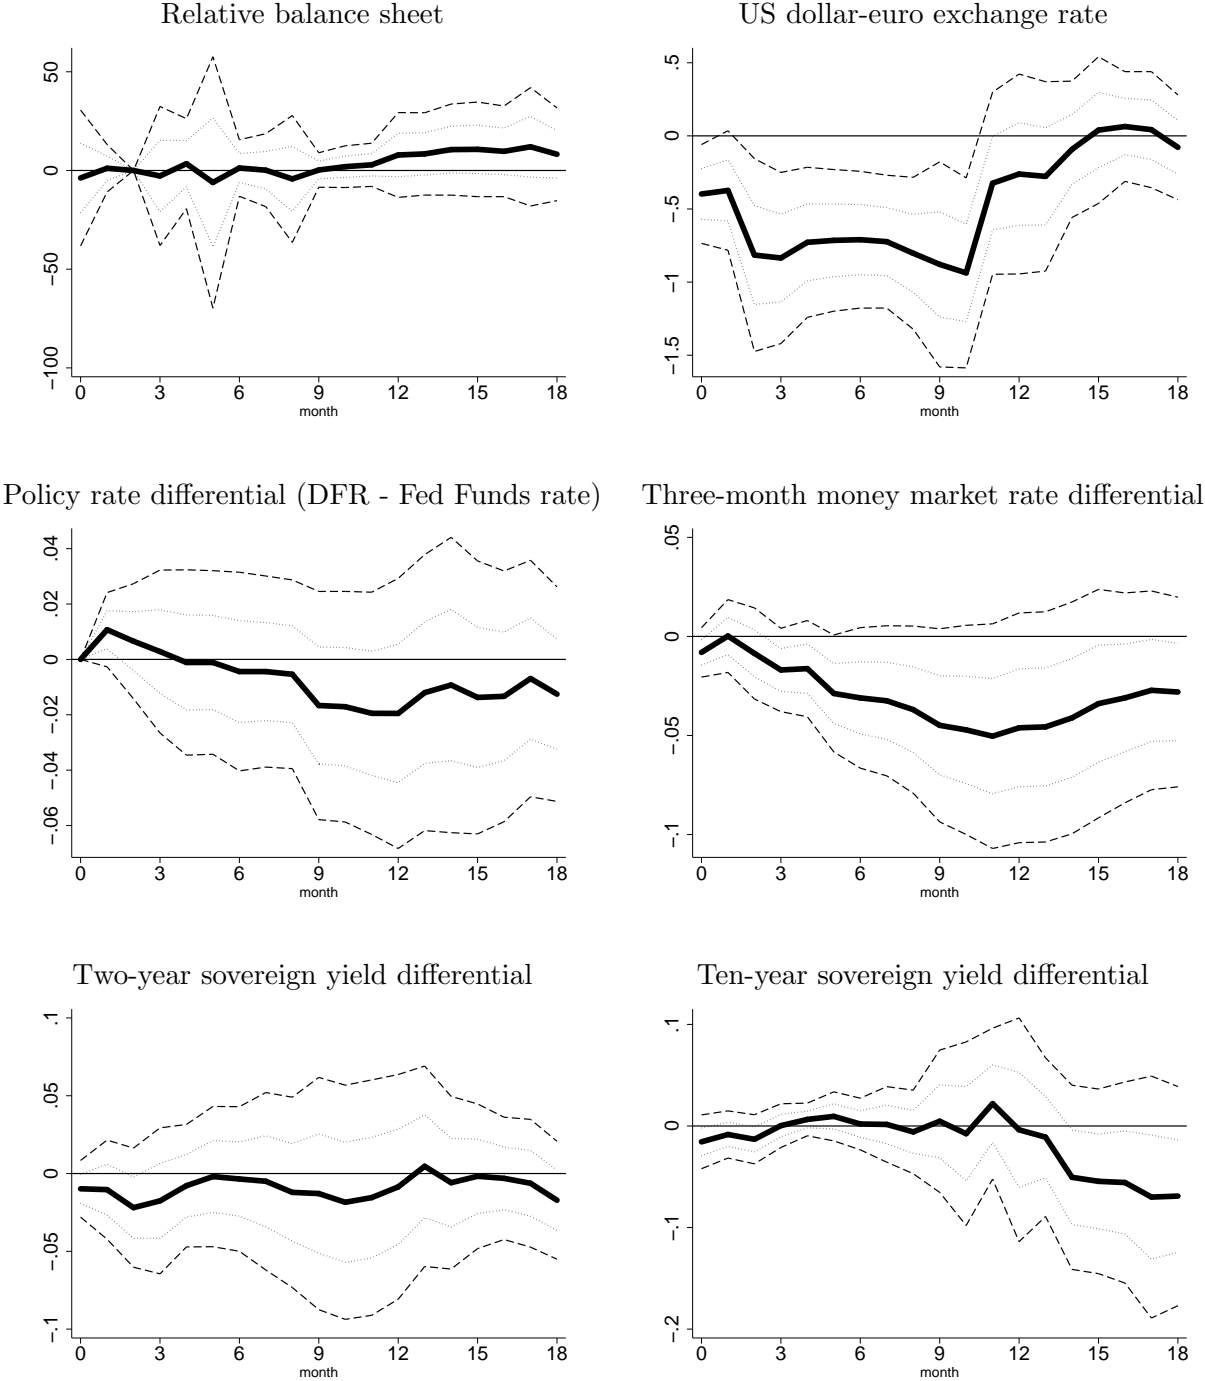 Relative balance sheet
50
0
−50
−100
0 3 6 9 12 15 18
month
US dollar-euro exchange rate
.5
0
−.5
−1
−1.5
0 3 6 9 12 15 18
month
Policy rate differential (DFR - Fed Funds rate)
.04
.02
0
−.02
−.04
−.06
0 3 6 9 12 15 18
month
Three-month money market rate differential
.05
0
−.05
−.1
0 3 6 9 12 15 18
month
Two-year sovereign yield differential
.1
.05
0
−.05
−.1
0 3 6 9 12 15 18
month
Ten-year sovereign yield differential
.1
0
−.1
−.2
0 3 6 9 12 15 18
month